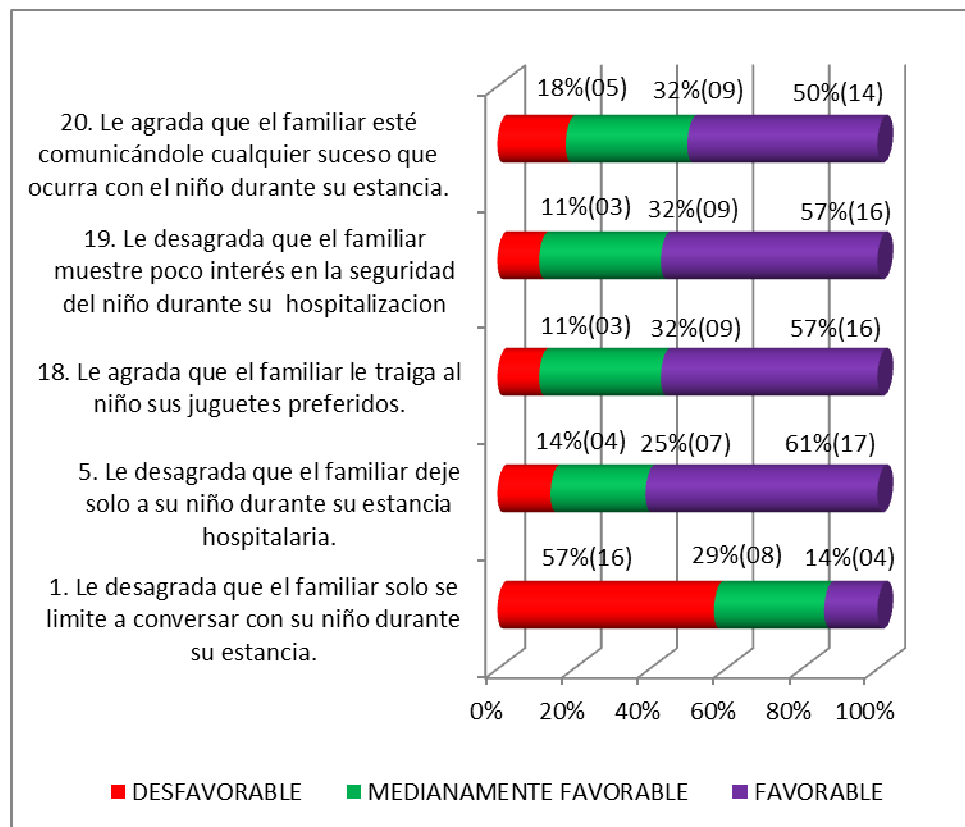 18%(05) 32%(09) 50%(14)
20. Le agrada que el familiar esté
comunicándole cualquier suceso que
ocurra con el niño durante su estancia.
11%(03) 32%(09) 57%(16)
19. Le desagrada que el familiar
muestre poco interés en la seguridad
del niño durante su hospitalizacion
11%(03) 32%(09) 57%(16)
18. Le agrada que el familiar le traiga al
niño sus juguetes preferidos.
14%(04) 25%(07) 61%(17)
5. Le desagrada que el familiar deje
solo a su niño durante su estancia
hospitalaria.
57%(16) 29%(08) 14%(04)
1. Le desagrada que el familiar solo se
limite a conversar con su niño durante
su estancia.
0% 20% 40% 60% 80% 100%
DESFAVORABLE MEDIANAMENTE FAVORABLE FAVORABLE